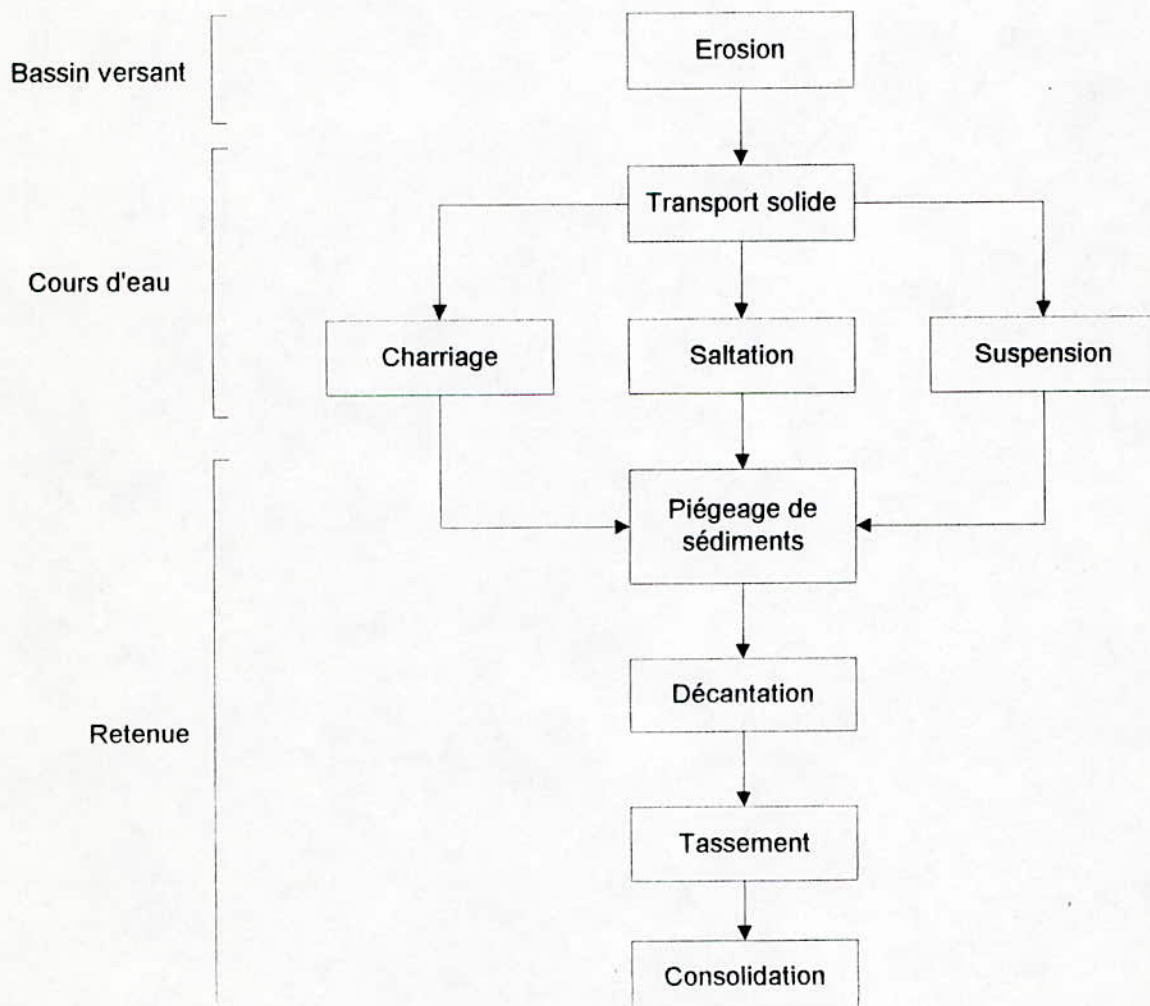 Bassin versant
Erosion
Cours d'eau
Transport solide
Charriage
Saltation
Suspension
Retenue
Piégeage de
sédiments
Décantation
Tassement
Consolidation